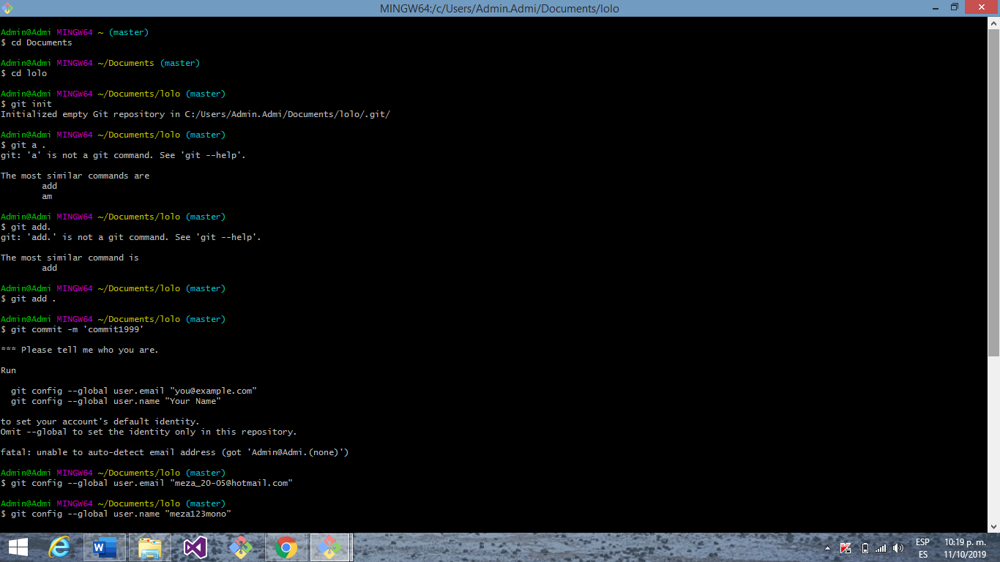 MINGW64:/c/Users/Admin.Admi/Documents/lolo
Admin@Admi MINGW64 ~ (master)
$ cd Documents
Admin@Admi MINGW64 ~/Documents (master)
$ cd lolo
Admin@Admi MINGW64 ~/Documents/lolo (master)
$ git init
Initialized empty Git repository in C:/Users/Admin.Admi/Documents/lolo/.git/
Admin@Admi MINGW64 ~/Documents/lolo (master)
$ git a .
git: 'a' is not a git command. See 'git --help'.
The most similar commands are
add
am
Admin@Admi MINGW64 ~/Documents/lolo (master)
$ git add.
git: 'add.' is not a git command. See 'git --help'.
The most similar command is
add
Admin@Admi MINGW64 ~/Documents/lolo (master)
$ git add .
Admin@Admi MINGW64 ~/Documents/lolo (master)
$ git commit -m 'commit1999'
*** Please tell me who you are.
Run
git config --global user.email "you@example.com"
git config --global user.name "Your Name"
to set your account's default identity.
Omit --global to set the identity only in this repository.
fatal: unable to auto-detect email address (got 'Admin@Admi.(none)')
Admin@Admi MINGW64 ~/Documents/lolo (master)
$ git config --global user.email "meza_20-05@hotmail.com"
Admin@Admi MINGW64 ~/Documents/lolo (master)
$ git config --global user.name "meza123mono"
ESP
ES
10:19 p. m.
11/10/2019